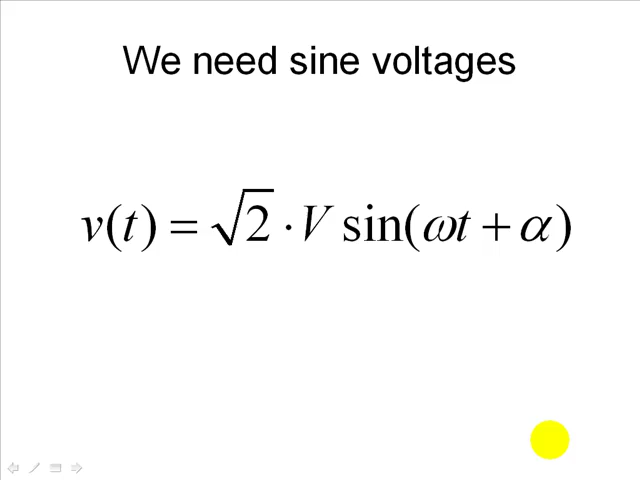 We need sine voltages
v(t) = √2 · V sin(ωt + α)